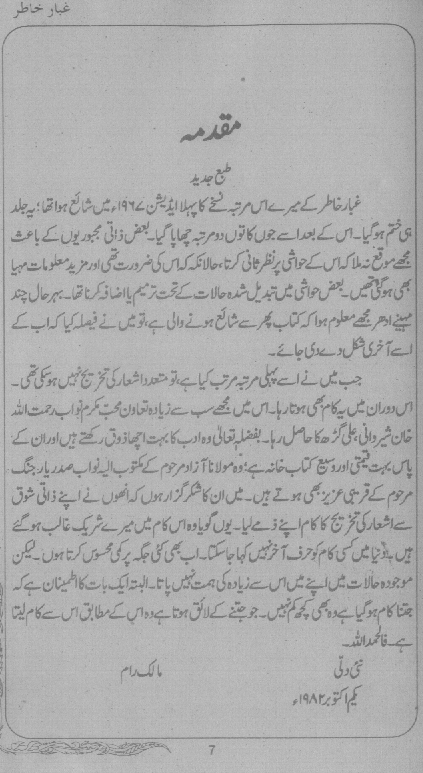 غبار خاطر
مقدمہ
طبع جدید
غبار خاطر کے میرے اس مرتبہ نسخے کا پہلا ایڈیشن ۱۹۶۷ء میں شائع ہوا تھا؛ یہ جلد
ہی ختم ہو گیا۔ اس کے بعد اسے جوں کا توں دو مرتبہ چھاپا گیا۔ بعض ذاتی مجبوریوں کے باعث
مجھے موقع نہ ملا کہ اس کے حواشی پر نظر ثانی کرتا، حالانکہ اس کی ضرورت تھی اور مزید معلومات مہیا
بھی ہو گئی تھیں۔ بعض حواشی میں تبدیل شدہ حالات کے تحت ترمیم یا اضافہ کرنا تھا۔ بہر حال چند
مہینے ادھر مجھے معلوم ہوا کہ کتاب پھر سے شائع ہونے والی ہے، تو میں نے فیصلہ کیا کہ اب کے
اسے آخری شکل دے دی جائے۔
جب میں نے اسے پہلی مرتبہ مرتب کیا ہے، تو متعدد اشعار کی تخریج نہیں ہو سکی تھی۔
اس دوران میں یہ کام بھی ہوتا رہا۔ اس میں مجھے سب سے زیادہ تعاون محبّ مکرم نواب رحمت اللہ
خان شیروانی، علی گڑھ کا حاصل رہا۔ بفضلہ تعالیٰ وہ ادب کا بہت اچھا ذوق رکھتے ہیں اور ان کے
پاس بہت قیمتی اور وسیع کتاب خانہ ہے؛ وہ مولانا آزاد مرحوم کے مکتوب الیہ نواب صدر یار جنگ
مرحوم کے قریبی عزیز بھی ہوتے ہیں۔ میں ان کا شکر گزار ہوں کہ انھوں نے اپنے ذاتی شوق
سے اشعار کی تخریج کا کام اپنے ذمے لیا۔ یوں گویا وہ اس کام میں میرے شریک غالب ہو گئے
ہیں۔ دنیا میں کسی کام کو حرف آخر نہیں کہا جا سکتا۔ اب بھی کئی جگہ پر کمی محسوس کرتا ہوں۔ لیکن
موجودہ حالات میں اپنے میں اس سے زیادہ کی ہمت نہیں پاتا۔ البتہ ایک بات کا اطمینان ہے کہ
جتنا کام ہو گیا ہے وہ بھی کچھ کم نہیں۔ جو جتنے کے لائق ہوتا ہے وہ اس کے مطابق اس سے کام لیتا
ہے۔ فالحمد للہ۔
نئی دلی مالک رام
یکم اکتوبر ۱۹۸۲ء
7